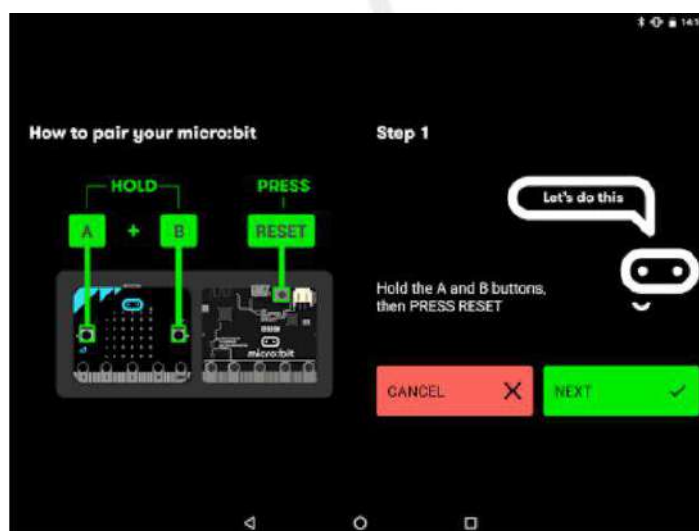 How to pair your micro:bit
HOLD
PRESS
A + B
RESET
micro:bit
Step 1
Let's do this
Hold the A and B buttons,
then PRESS RESET
CANCEL
NEXT